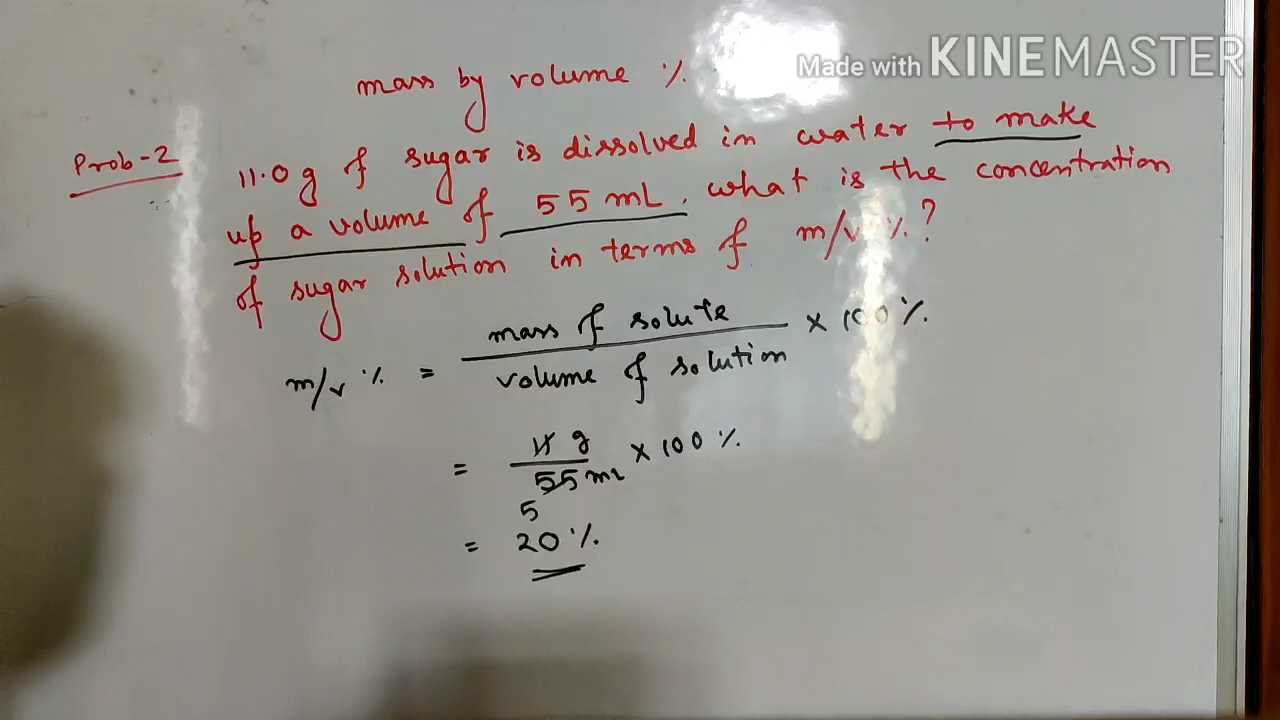 Made with KINEMASTER
mass by volume %
Prob-2
11.0g of sugar is dissolved in water to make
up a volume of 55 mL. what is the concentration
of sugar solution in terms of m/v %?
m/v % = mass of solute / volume of solution × 100 %
= 11 g / 55 mL × 100 %
5
= 20 %